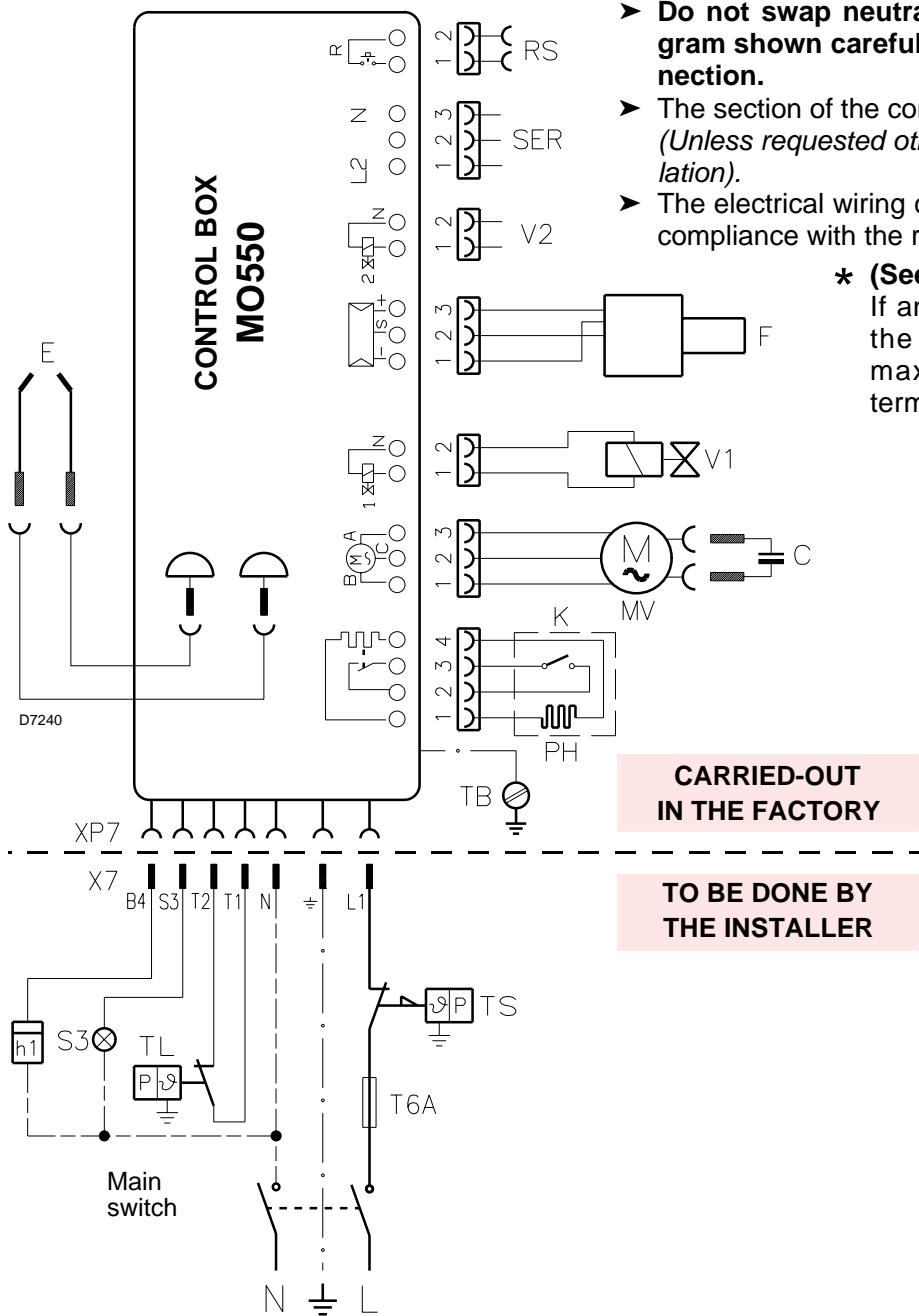 ➤ Do not swap neutra
gram shown careful
nection.
➤ The section of the co
(Unless requested ot
lation).
➤ The electrical wiring
compliance with the
* (See
If an
the
max
term
CONTROL BOX
MO550
R
2
1
RS
N
L2
3
2
1
SER
N
2
2
1
V2
+
S
-
3
2
1
F
N
1
2
1
V1
A
C
B
M
3
2
1
M
MV
C
K
4
3
2
1
PH
E
D7240
TB
CARRIED-OUT
IN THE FACTORY
XP7
X7
B4 S3 T2 T1 N L1
TO BE DONE BY
THE INSTALLER
h1
S3
TL
P ϑ
ϑ P
TS
T6A
Main
switch
N L